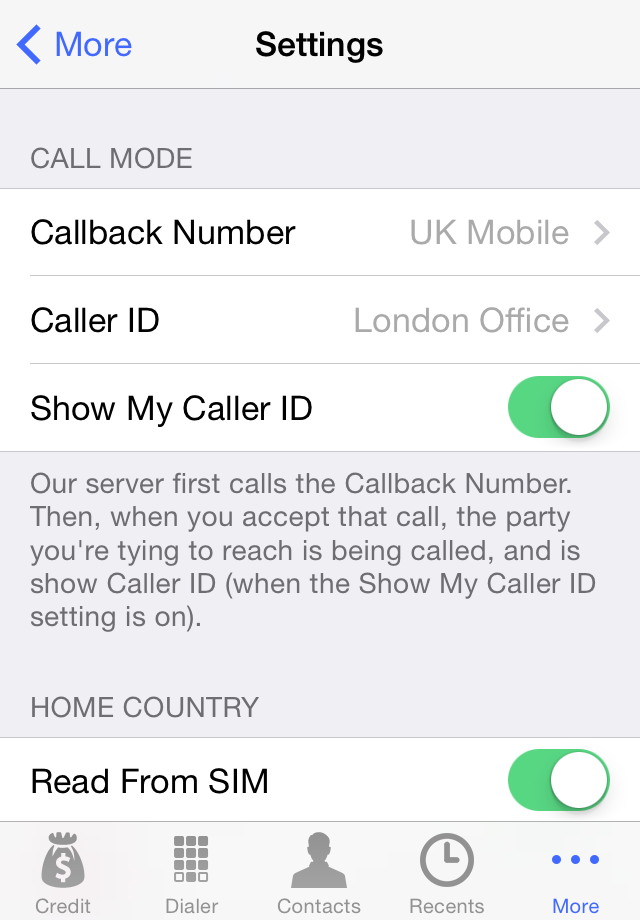 More Settings
CALL MODE
Callback Number UK Mobile
Caller ID London Office
Show My Caller ID
Our server first calls the Callback Number.
Then, when you accept that call, the party
you're tying to reach is being called, and is
show Caller ID (when the Show My Caller ID
setting is on).
HOME COUNTRY
Read From SIM
$
Credit Dialer Contacts Recents More